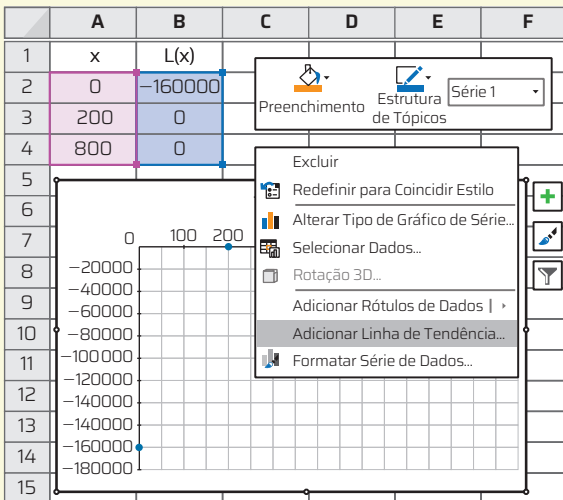 A B C D E F
1 x L(x)
2 0 −160000
3 200 0
4 800 0
5
6
7
8
9
10
11
12
13
14
15
Preenchimento
Estrutura
de Tópicos
Série 1
Excluir
Redefinir para Coincidir Estilo
Alterar Tipo de Gráfico de Série...
Selecionar Dados...
Rotação 3D...
Adicionar Rótulos de Dados
Adicionar Linha de Tendência...
Formatar Série de Dados...
0 100 200
−20000
−40000
−60000
−80000
−100000
−120000
−140000
−160000
−180000